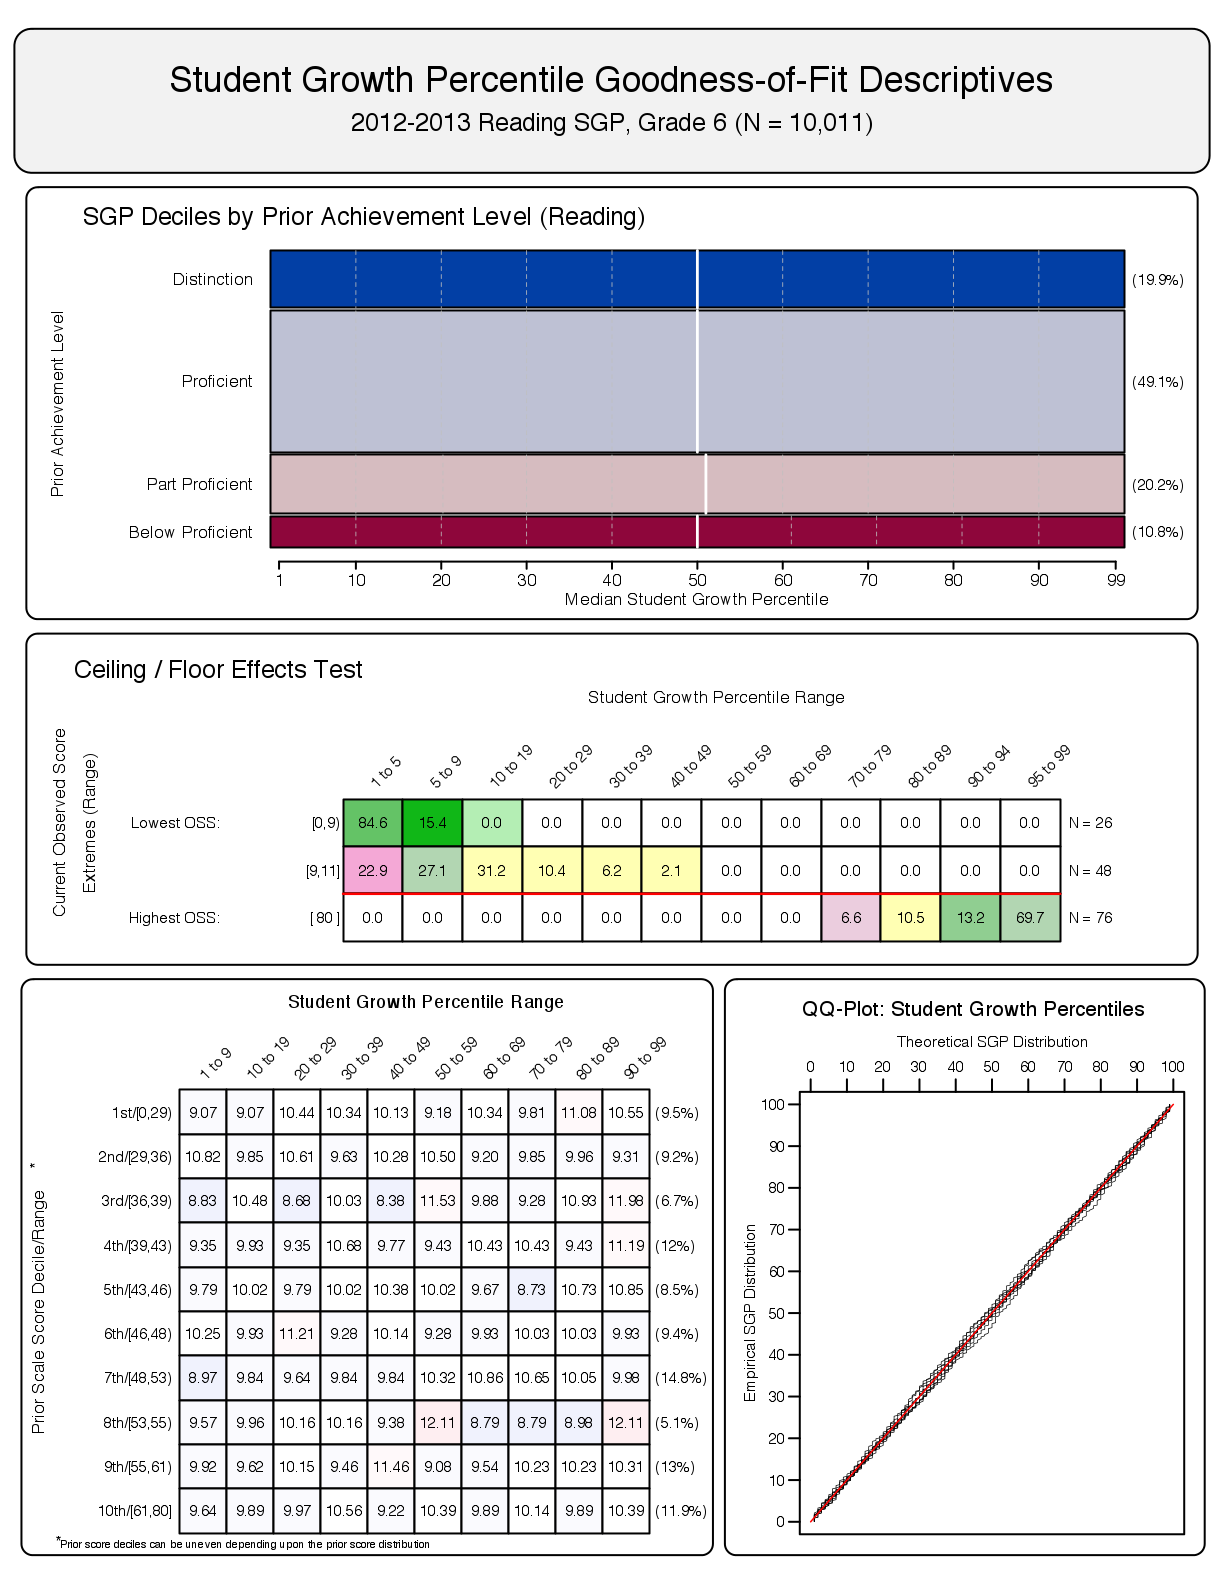 Student Growth Percentile Goodness-of-Fit Descriptives
2012-2013 Reading SGP, Grade 6 (N = 10,011)
SGP Deciles by Prior Achievement Level (Reading)
Prior Achievement Level
Distinction (19.9%)
Proficient (49.1%)
Part Proficient (20.2%)
Below Proficient (10.8%)
1 10 20 30 40 50 60 70 80 90 99
Median Student Growth Percentile
Ceiling / Floor Effects Test
Student Growth Percentile Range
Current Observed Score
Extremes (Range)
1 to 5 5 to 9 10 to 19 20 to 29 30 to 39 40 to 49 50 to 59 60 to 69 70 to 79 80 to 89 90 to 94 95 to 99
Lowest OSS: [0,9) 84.6 15.4 0.0 0.0 0.0 0.0 0.0 0.0 0.0 0.0 0.0 0.0 N = 26
[9,11] 22.9 27.1 31.2 10.4 6.2 2.1 0.0 0.0 0.0 0.0 0.0 0.0 N = 48
Highest OSS: [ 80 ] 0.0 0.0 0.0 0.0 0.0 0.0 0.0 0.0 6.6 10.5 13.2 69.7 N = 76
Student Growth Percentile Range
Prior Scale Score Decile/Range *
1 to 9 10 to 19 20 to 29 30 to 39 40 to 49 50 to 59 60 to 69 70 to 79 80 to 89 90 to 99
1st/[0,29) 9.07 9.07 10.44 10.34 10.13 9.18 10.34 9.81 11.08 10.55 (9.5%)
2nd/[29,36) 10.82 9.85 10.61 9.63 10.28 10.50 9.20 9.85 9.96 9.31 (9.2%)
3rd/[36,39) 8.83 10.48 8.68 10.03 8.38 11.53 9.88 9.28 10.93 11.98 (6.7%)
4th/[39,43) 9.35 9.93 9.35 10.68 9.77 9.43 10.43 10.43 9.43 11.19 (12%)
5th/[43,46) 9.79 10.02 9.79 10.02 10.38 10.02 9.67 8.73 10.73 10.85 (8.5%)
6th/[46,48) 10.25 9.93 11.21 9.28 10.14 9.28 9.93 10.03 10.03 9.93 (9.4%)
7th/[48,53) 8.97 9.84 9.64 9.84 9.84 10.32 10.86 10.65 10.05 9.98 (14.8%)
8th/[53,55) 9.57 9.96 10.16 10.16 9.38 12.11 8.79 8.79 8.98 12.11 (5.1%)
9th/[55,61) 9.92 9.62 10.15 9.46 11.46 9.08 9.54 10.23 10.23 10.31 (13%)
10th/[61,80] 9.64 9.89 9.97 10.56 9.22 10.39 9.89 10.14 9.89 10.39 (11.9%)
*Prior score deciles can be uneven depending upon the prior score distribution
QQ-Plot: Student Growth Percentiles
Theoretical SGP Distribution
0 10 20 30 40 50 60 70 80 90 100
Empirical SGP Distribution
100
90
80
70
60
50
40
30
20
10
0